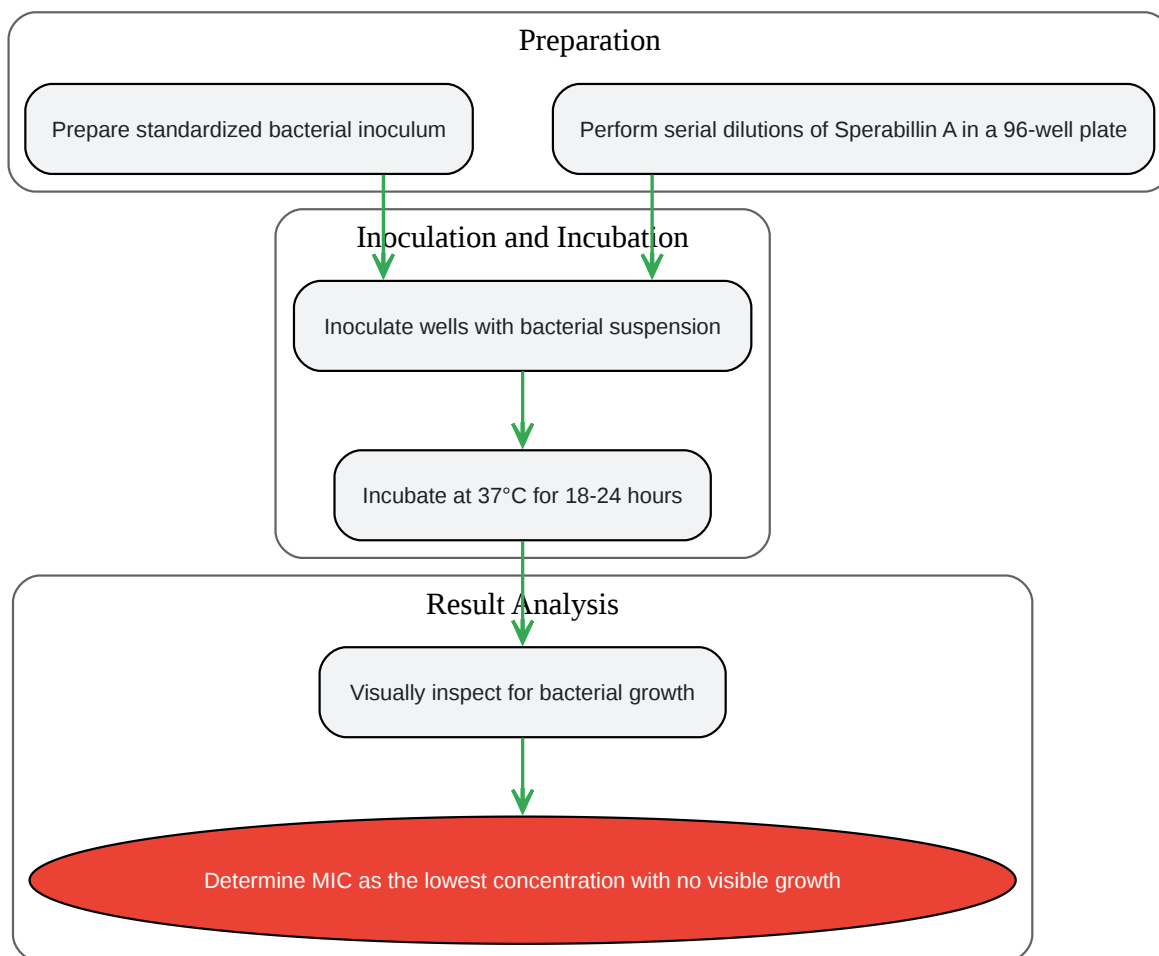 Preparation
Prepare standardized bacterial inoculum
Perform serial dilutions of Sperabillin A in a 96-well plate
Inoculation and Incubation
Inoculate wells with bacterial suspension
Incubate at 37°C for 18-24 hours
Result Analysis
Visually inspect for bacterial growth
Determine MIC as the lowest concentration with no visible growth